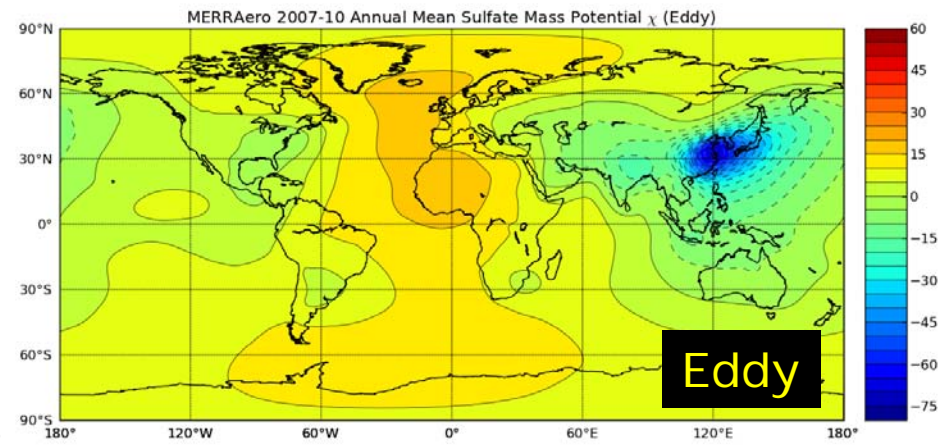 MERRAero 2007-10 Annual Mean Sulfate Mass Potential χ (Eddy)
90°N
60°N
30°N
0°
30°S
60°S
90°S
180°
120°W
60°W
0°
60°E
120°E
180°
60
45
30
15
0
−15
−30
−45
−60
−75
Eddy